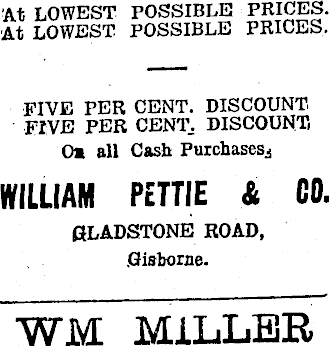 At LOWEST POSSIBLE PRICES.
At LOWEST POSSIBLE PRICES.
FIVE PER CENT. DISCOUNT
FIVE PER CENT. DISCOUNT
On all Cash Purchases,
WILLIAM PETTIE & CO.
GLADSTONE ROAD,
Gisborne.
WM MILLER